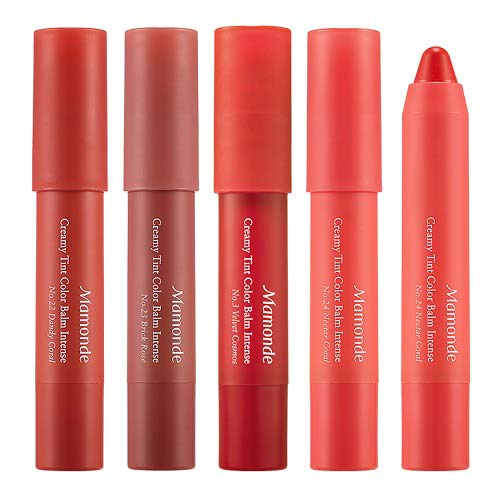 Mamonde
Creamy Tint Color Balm Intense
No.22 Dandy Coral
Mamonde
Creamy Tint Color Balm Intense
No.23 Brick Rose
Mamonde
Creamy Tint Color Balm Intense
No.3 Velvet Cosmos
Mamonde
Creamy Tint Color Balm Intense
No.24 Nectar Coral
Mamonde
Creamy Tint Color Balm Intense
No.24 Nectar Coral